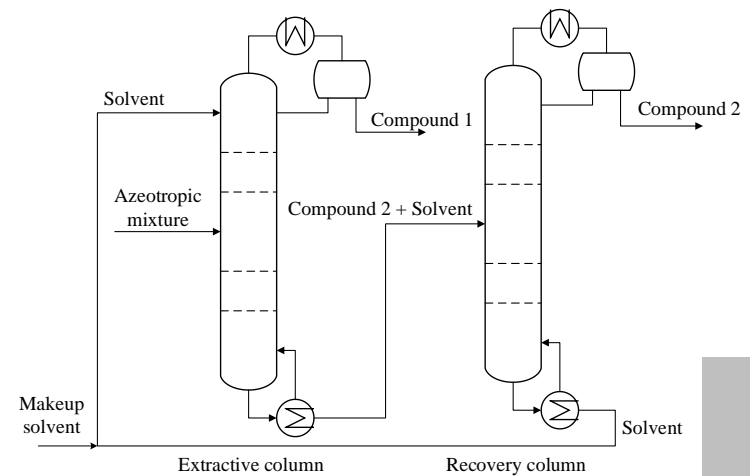 Solvent
Compound 1
Compound 2
Azeotropic
mixture
Compound 2 + Solvent
Makeup
solvent
Solvent
Extractive column
Recovery column